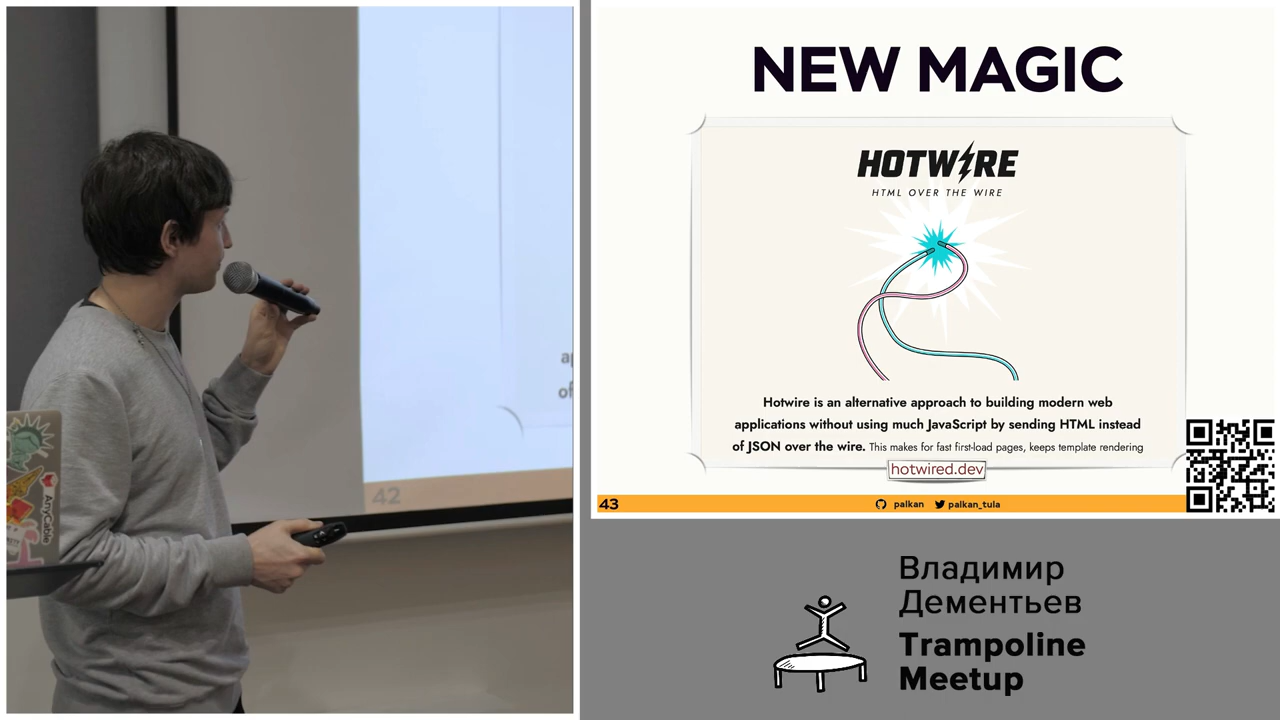 42
AnyCable
NEW MAGIC
HOTWIRE
HTML OVER THE WIRE
Hotwire is an alternative approach to building modern web
applications without using much JavaScript by sending HTML instead
of JSON over the wire. This makes for fast first-load pages, keeps template rendering
hotwired.dev
43
palkan
palkan_tula
Владимир
Дементьев
Trampoline
Meetup